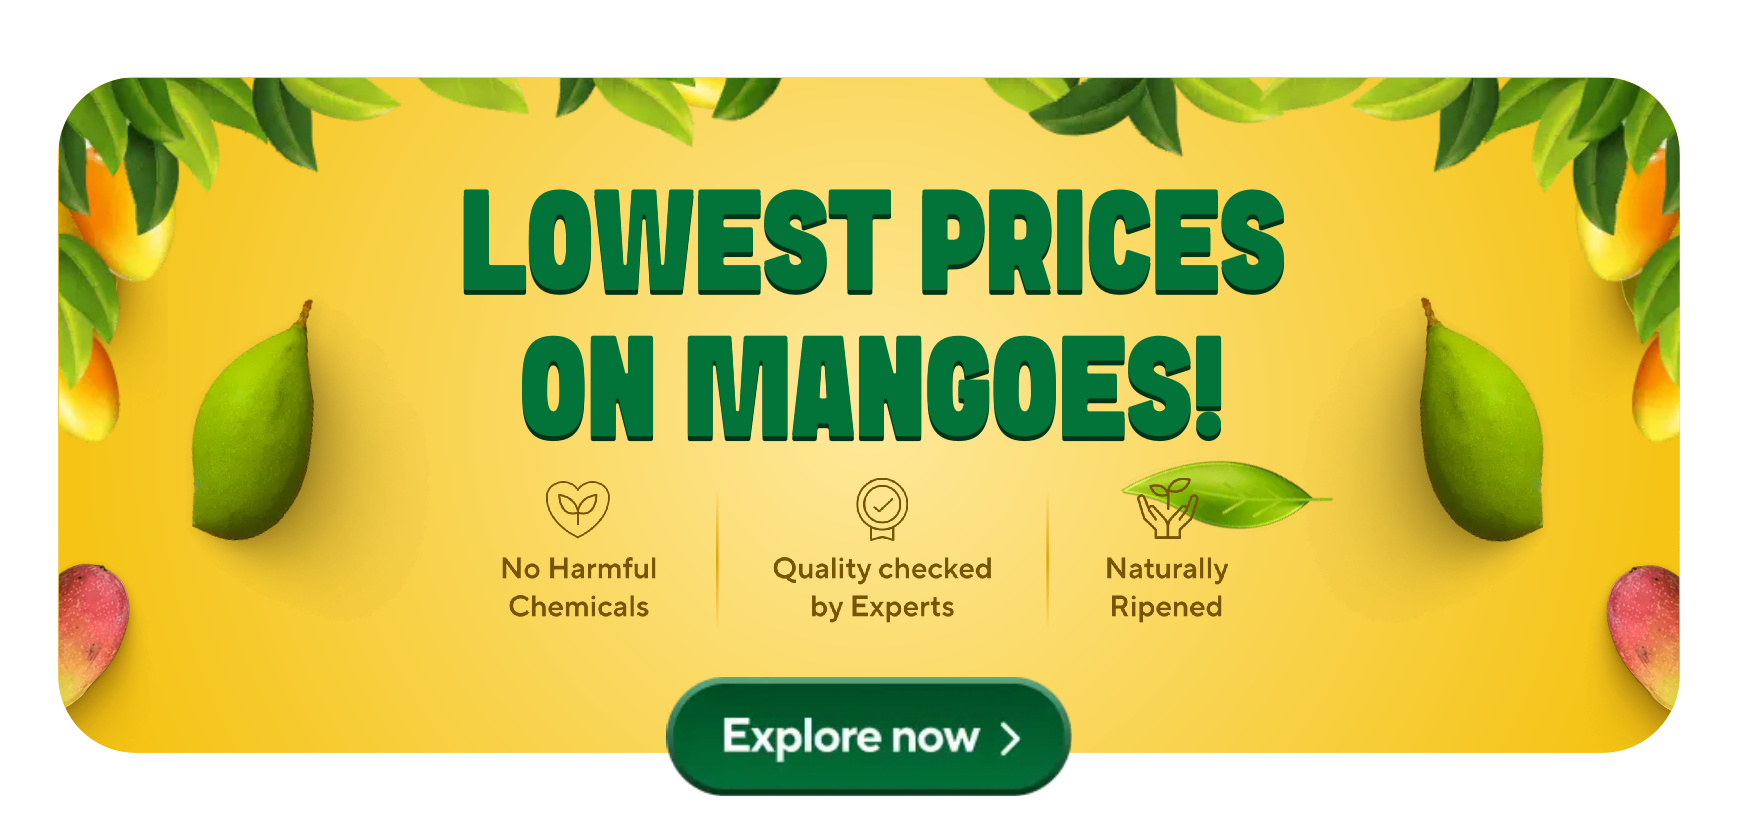 LOWEST PRICES
ON MANGOES!
No Harmful
Chemicals
Quality checked
by Experts
Naturally
Ripened
Explore now